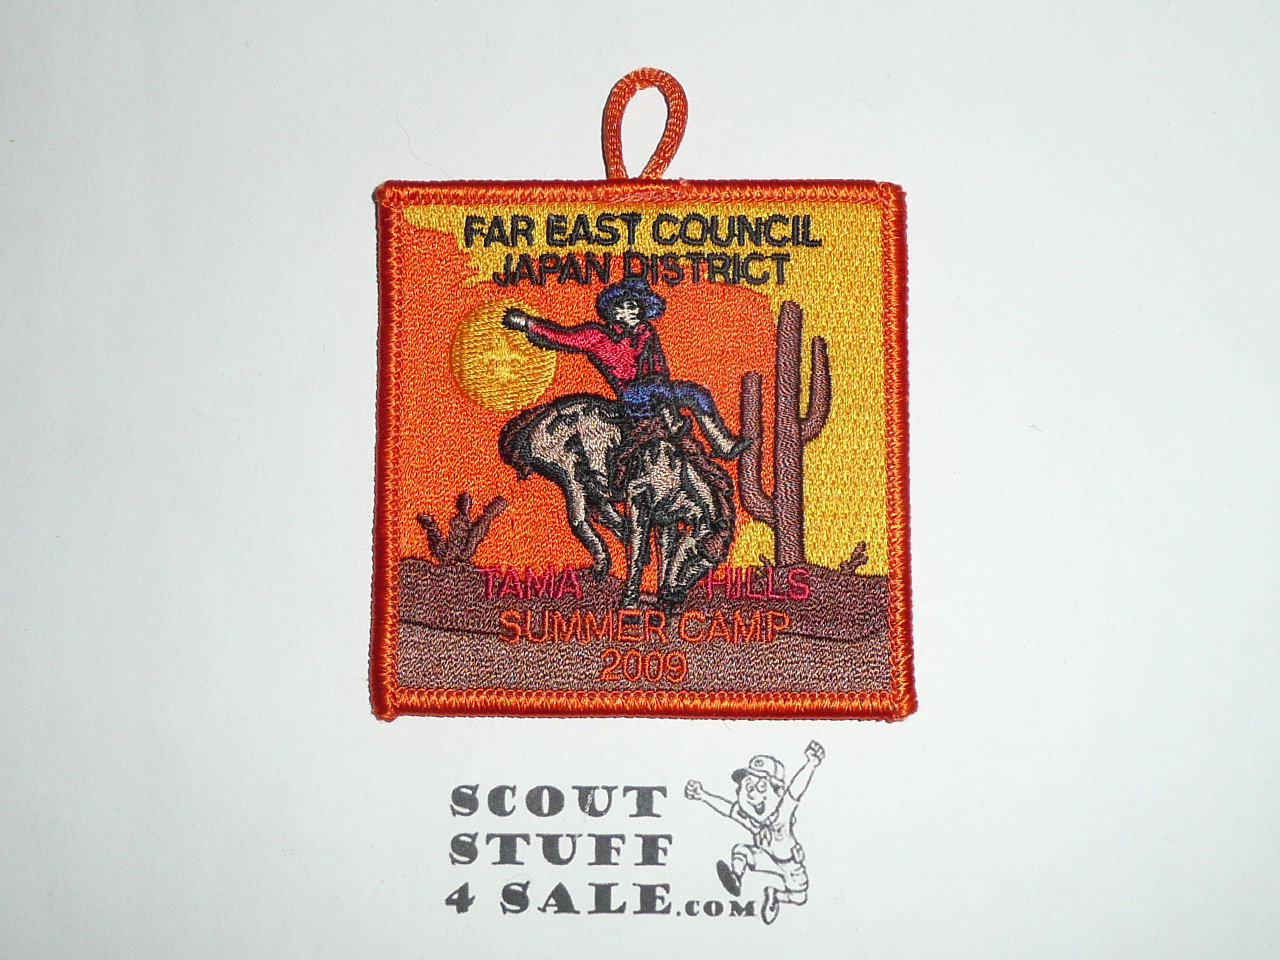 FAR EAST COUNCIL
JAPAN DISTRICT
TAMA HILLS
SUMMER CAMP
2009
SCOUT
STUFF
4 SALE.COM